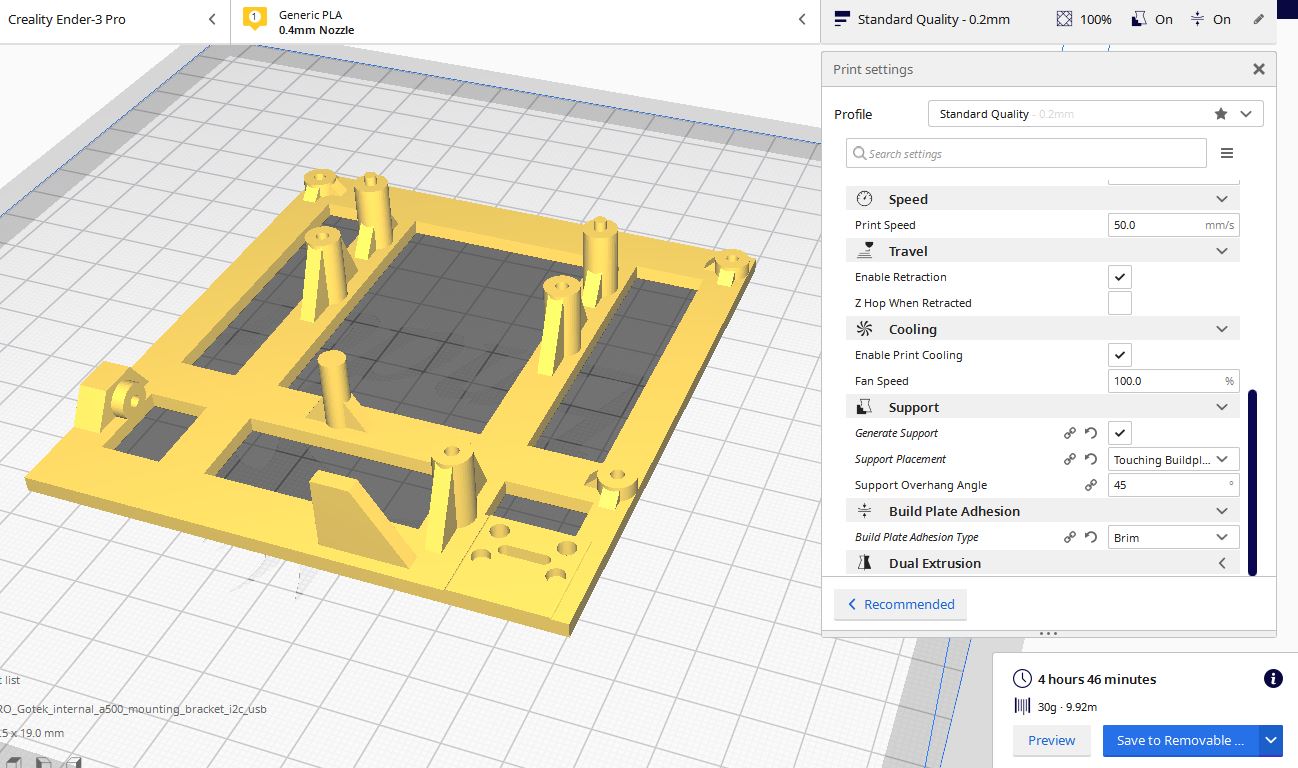 Creality Ender-3 Pro
1
Generic PLA
0.4mm Nozzle
Standard Quality - 0.2mm
100%
On
On
Print settings
Profile
Standard Quality - 0.2mm
Search settings
Speed
Print Speed
50.0
mm/s
Travel
Enable Retraction
Z Hop When Retracted
Cooling
Enable Print Cooling
Fan Speed
100.0
%
Support
Generate Support
Support Placement
Touching Buildpl...
Support Overhang Angle
45
°
Build Plate Adhesion
Build Plate Adhesion Type
Brim
Dual Extrusion
Recommended
t list
RO_Gotek_internal_a500_mounting_bracket_i2c_usb
.5 x 19.0 mm
4 hours 46 minutes
30g · 9.92m
Preview
Save to Removable ...